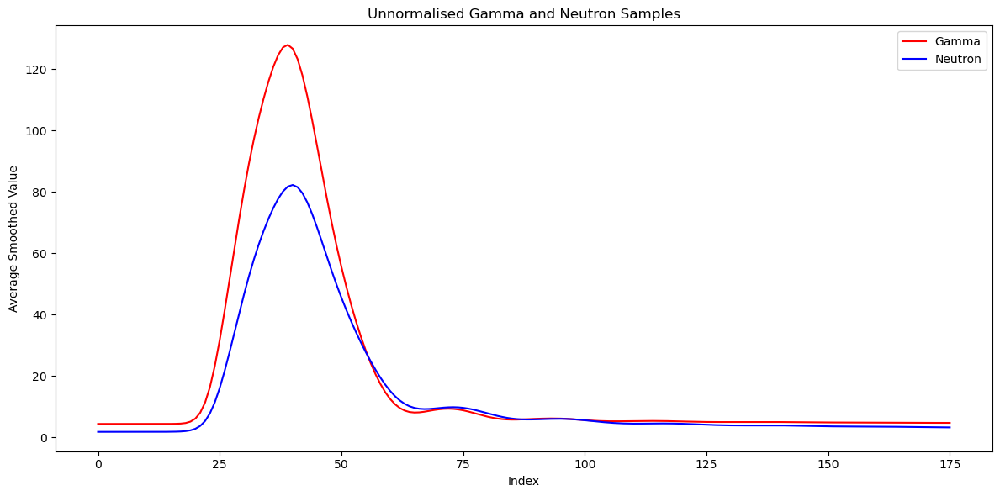 Unnormalised Gamma and Neutron Samples
Gamma
Neutron
Average Smoothed Value
120
100
80
60
40
20
0
0 25 50 75 100 125 150 175
Index